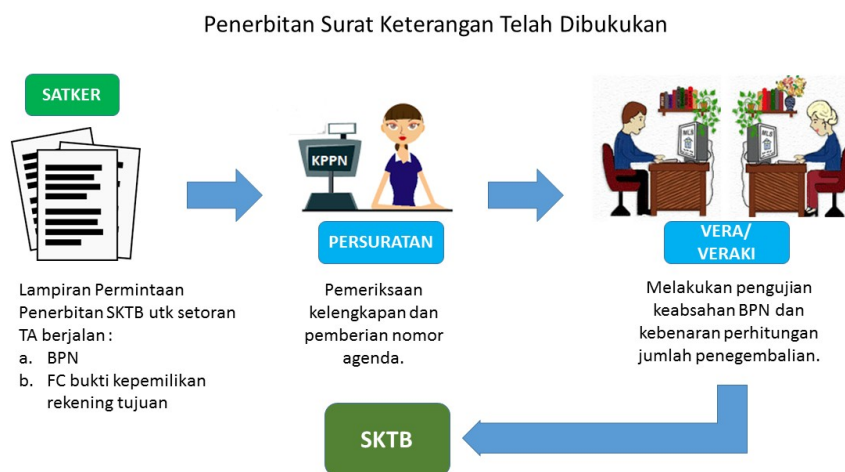 Penerbitan Surat Keterangan Telah Dibukukan
SATKER
Lampiran Permintaan
Penerbitan SKTB utk setoran
TA berjalan :
a. BPN
b. FC bukti kepemilikan
rekening tujuan
KPPN
PERSURATAN
Pemeriksaan
kelengkapan dan
pemberian nomor
agenda.
MLB
MLB
VERA/
VERAKI
Melakukan pengujian
keabsahan BPN dan
kebenaran perhitungan
jumlah penegembalian.
SKTB